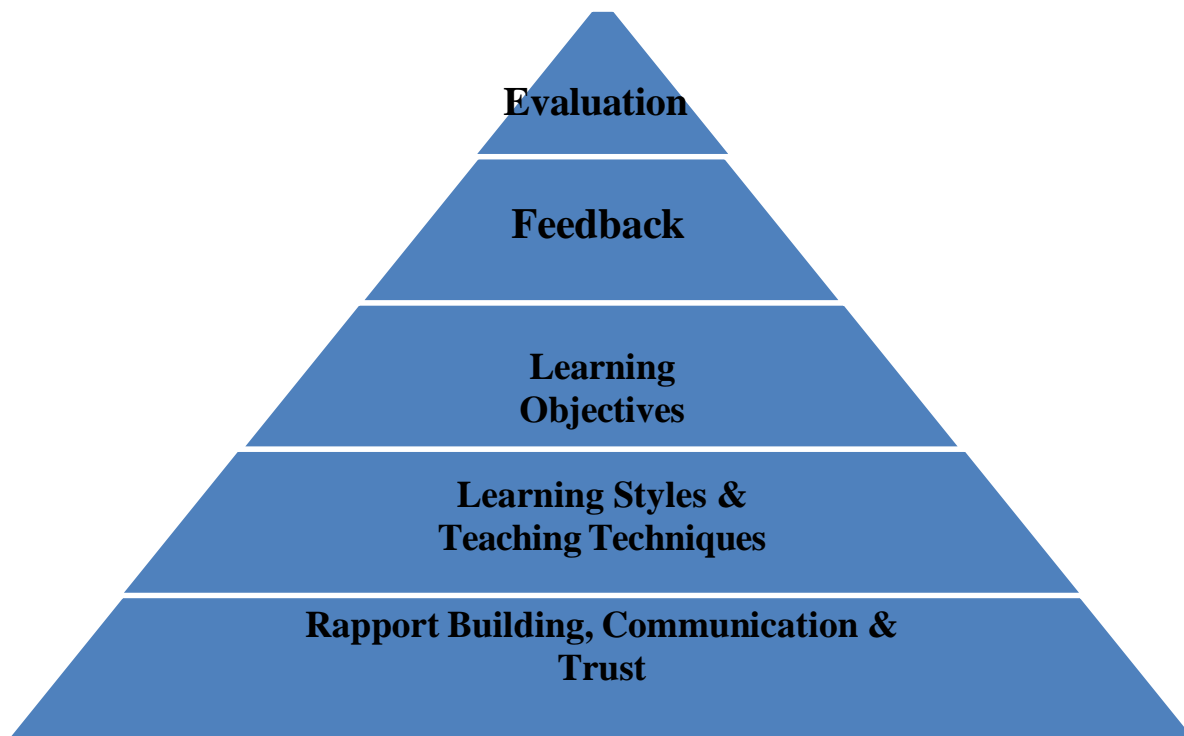 Evaluation
Feedback
Learning
Objectives
Learning Styles &
Teaching Techniques
Rapport Building, Communication &
Trust